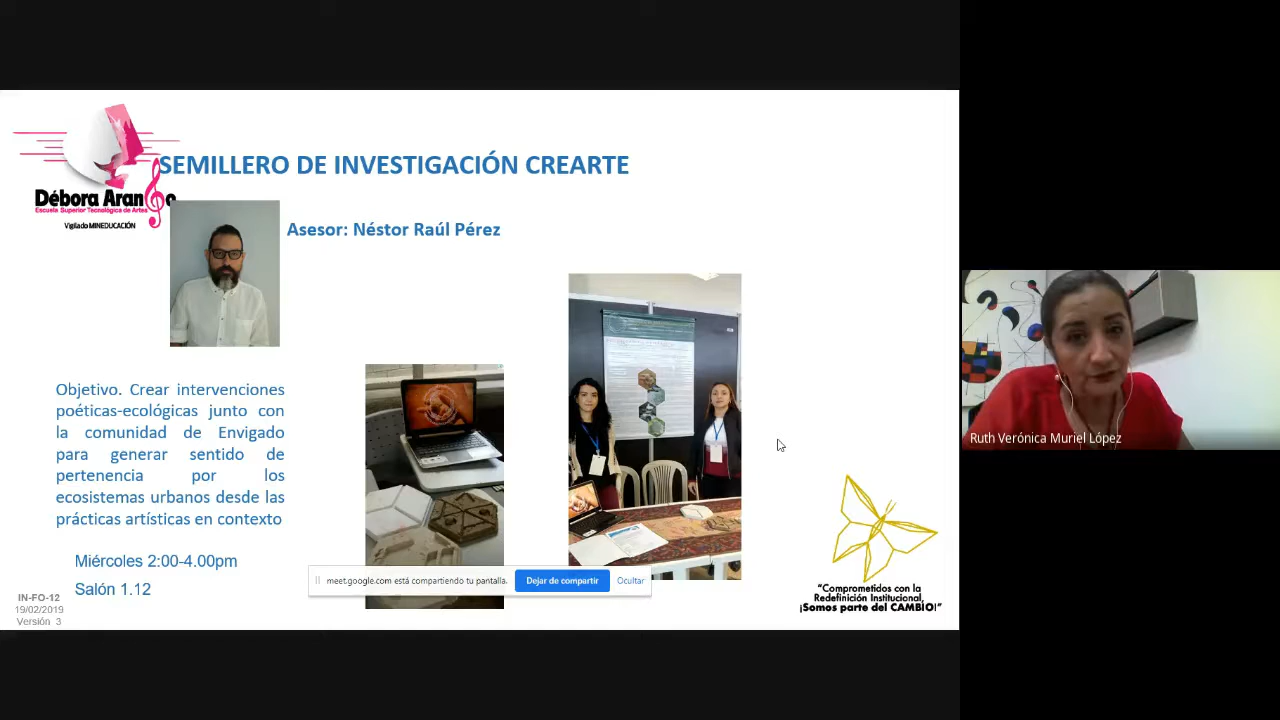 SEMILLERO DE INVESTIGACIÓN CREARTE
Débora Arango
Escuela Superior Tecnológica de Artes
Vigilado MINEDUCACIÓN
Asesor: Néstor Raúl Pérez
Objetivo. Crear intervenciones
poéticas-ecológicas junto con
la comunidad de Envigado
para generar sentido de
pertenencia por los
ecosistemas urbanos desde las
prácticas artísticas en contexto
Miércoles 2:00-4.00pm
Salón 1.12
IN-FO-12
19/02/2019
Versión 3
meet.google.com está compartiendo tu pantalla.
Dejar de compartir
Ocultar
"Comprometidos con la
Redefinición Institucional,
¡Somos parte del CAMBIO!"
Ruth Verónica Muriel López